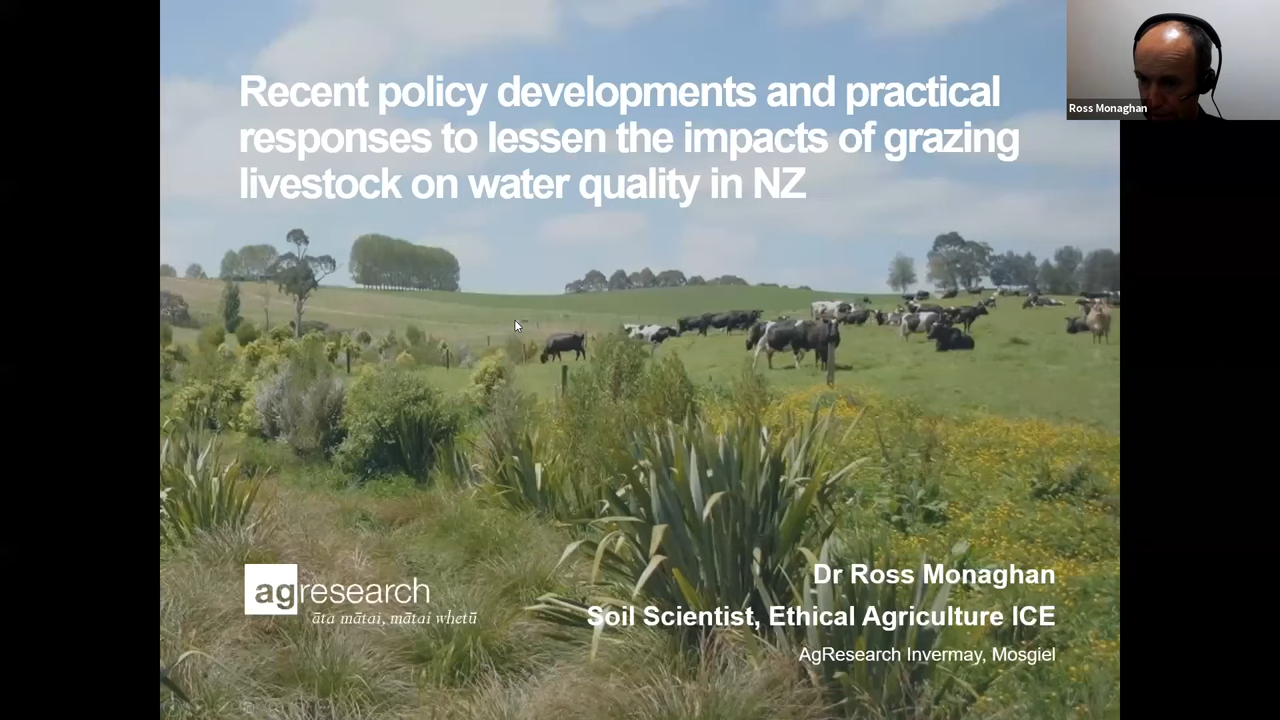 Recent policy developments and practical
responses to lessen the impacts of grazing
livestock on water quality in NZ
Ross Monaghan
agresearch
āta mātai, mātai whetū
Dr Ross Monaghan
Soil Scientist, Ethical Agriculture ICE
AgResearch Invermay, Mosgiel